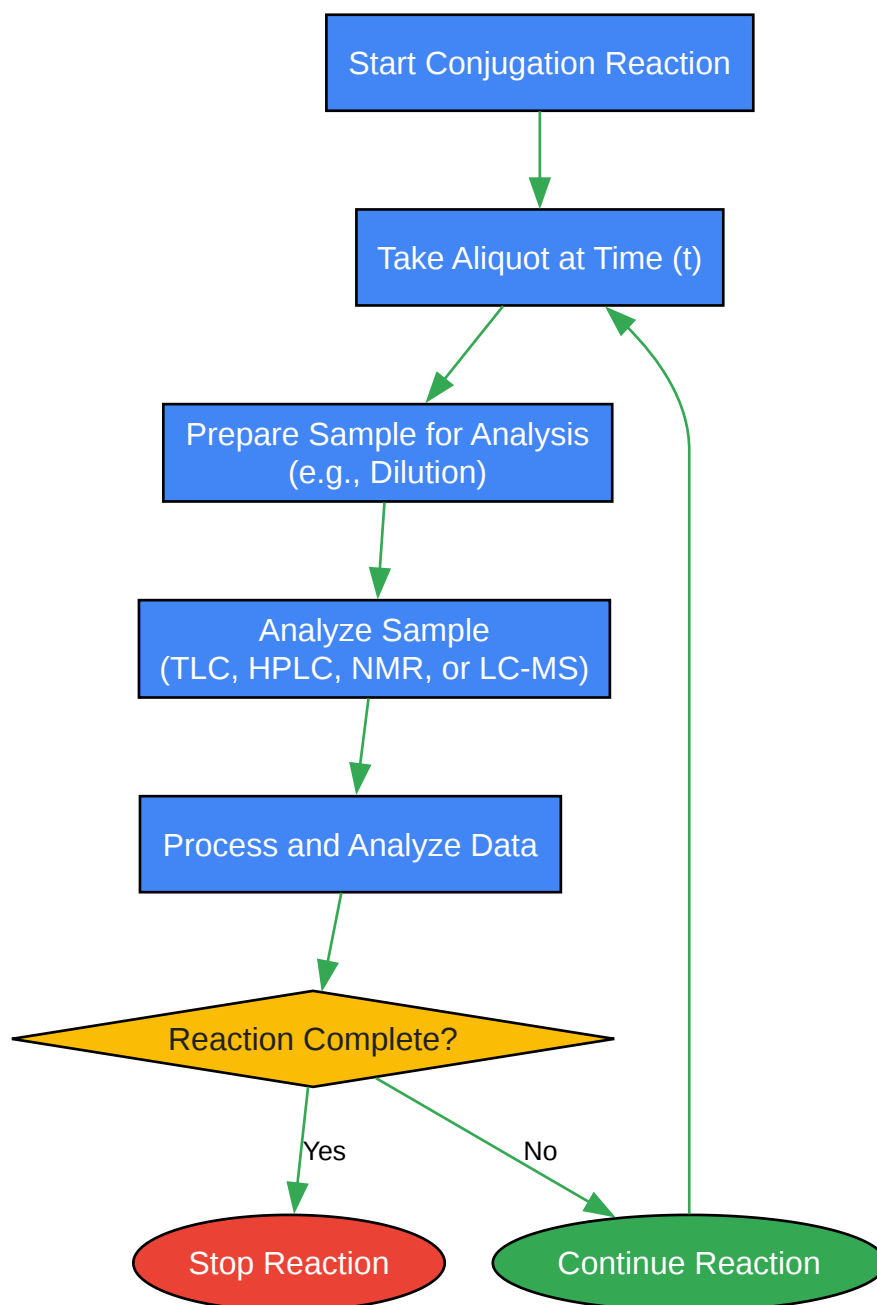 Start Conjugation Reaction
Take Aliquot at Time (t)
Prepare Sample for Analysis
(e.g., Dilution)
Analyze Sample
(TLC, HPLC, NMR, or LC-MS)
Process and Analyze Data
Reaction Complete?
Yes
No
Stop Reaction
Continue Reaction